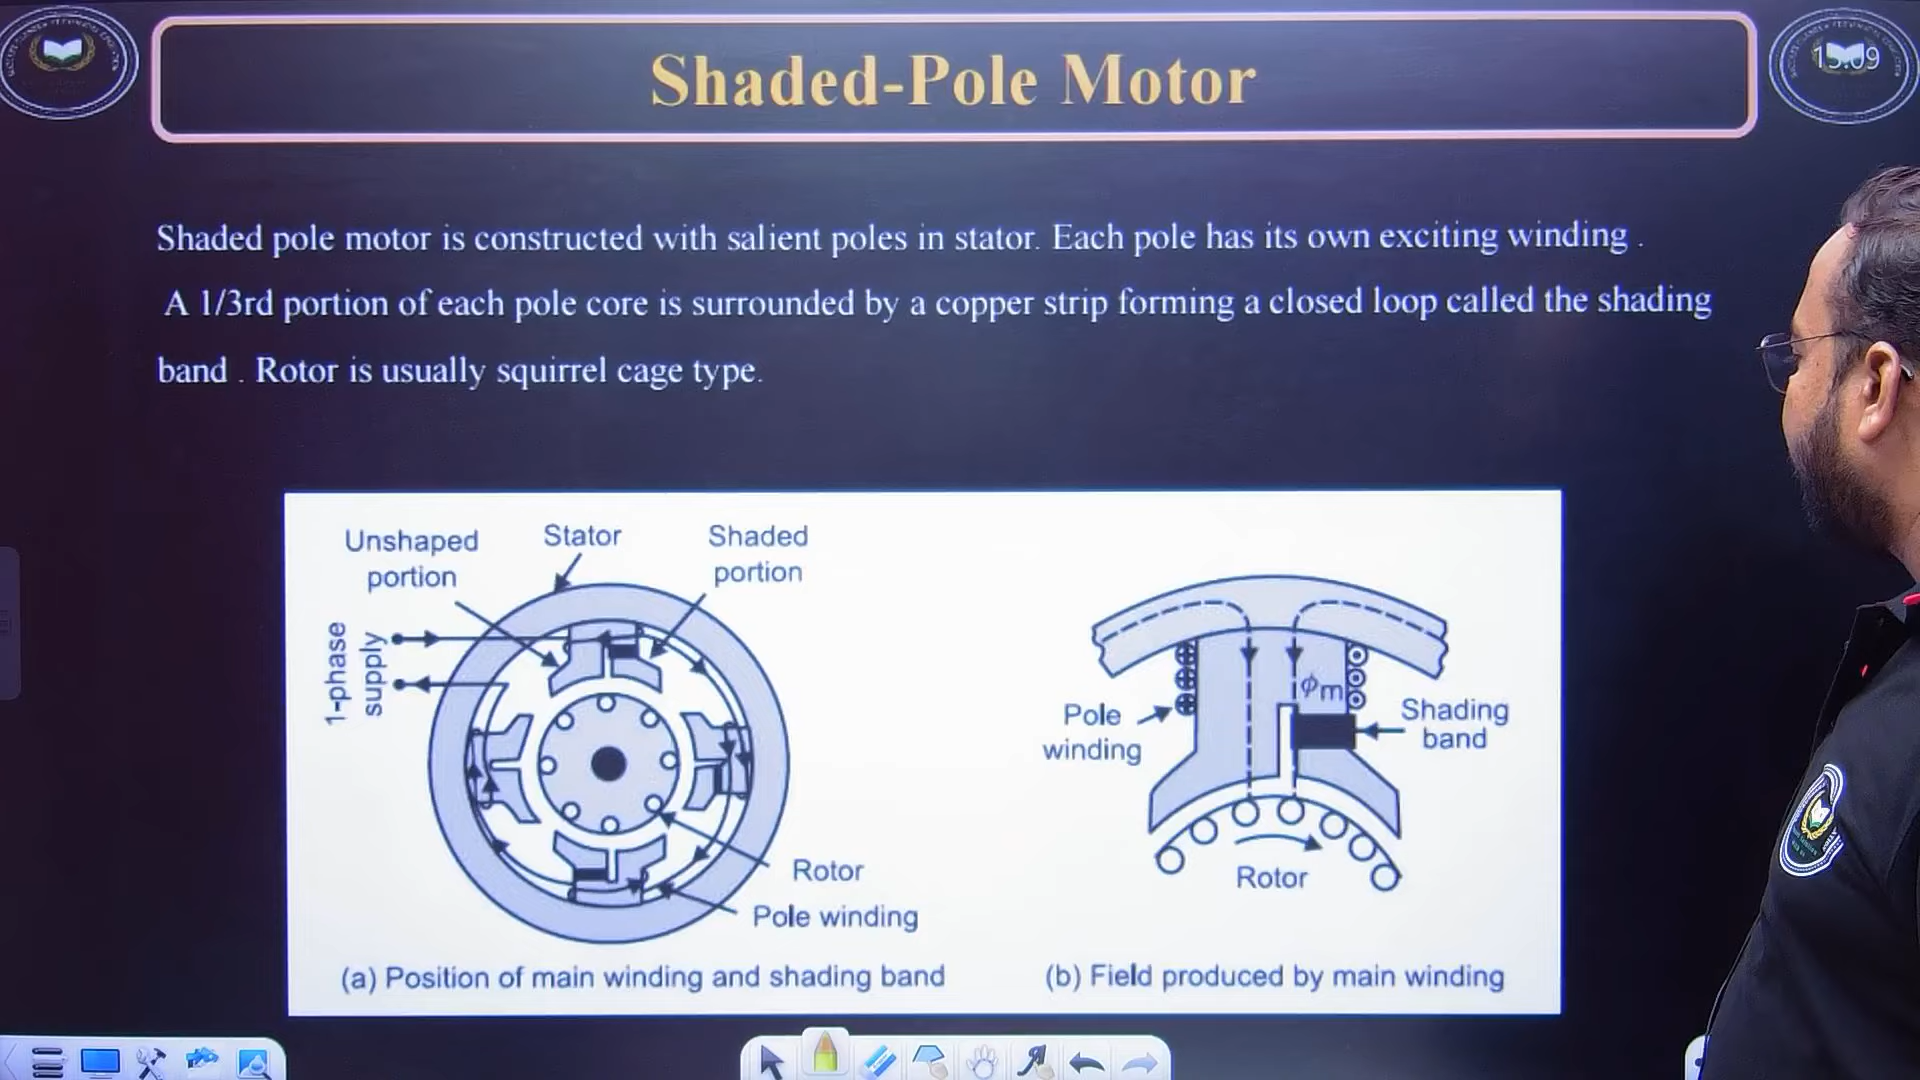 Shaded-Pole Motor
15:09
Shaded pole motor is constructed with salient poles in stator. Each pole has its own exciting winding .
A 1/3rd portion of each pole core is surrounded by a copper strip forming a closed loop called the shading
band . Rotor is usually squirrel cage type.
Unshaped
portion
Stator
Shaded
portion
1-phase
supply
Rotor
Pole winding
(a) Position of main winding and shading band
ϕm
Pole
winding
Shading
band
Rotor
(b) Field produced by main winding